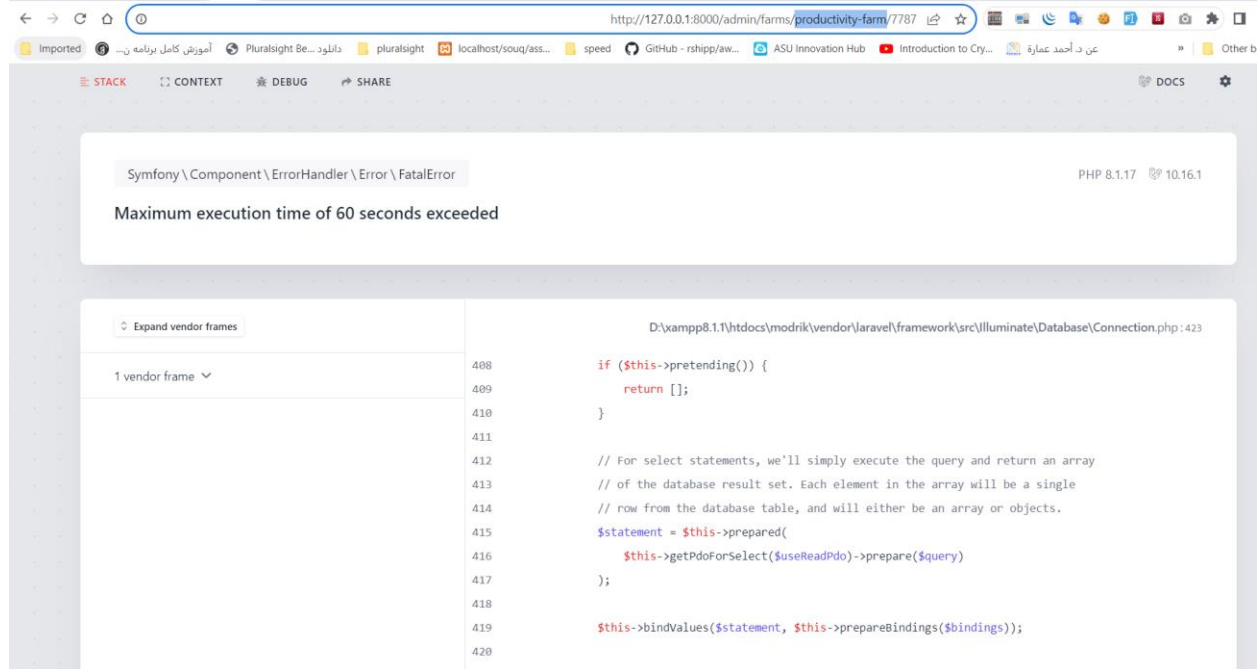 http://127.0.0.1:8000/admin/farms/productivity-farm/7787
Imported آموزش کامل برنامه ن... دانلود Pluralsight Be... pluralsight localhost/souq/ass... speed GitHub - rshipp/aw... ASU Innovation Hub Introduction to Cry... عن د. أحمد عمارة » Other b
STACK CONTEXT DEBUG SHARE DOCS
Symfony\Component\ErrorHandler\Error\FatalError PHP 8.1.17 10.16.1
Maximum execution time of 60 seconds exceeded
Expand vendor frames D:\xampp8.1.1\htdocs\modrik\vendor\laravel\framework\src\Illuminate\Database\Connection.php:423
1 vendor frame
408 if ($this->pretending()) {
409 return [];
410 }
411
412 // For select statements, we'll simply execute the query and return an array
413 // of the database result set. Each element in the array will be a single
414 // row from the database table, and will either be an array or objects.
415 $statement = $this->prepared(
416 $this->getPdoForSelect($useReadPdo)->prepare($query)
417 );
418
419 $this->bindValues($statement, $this->prepareBindings($bindings));
420